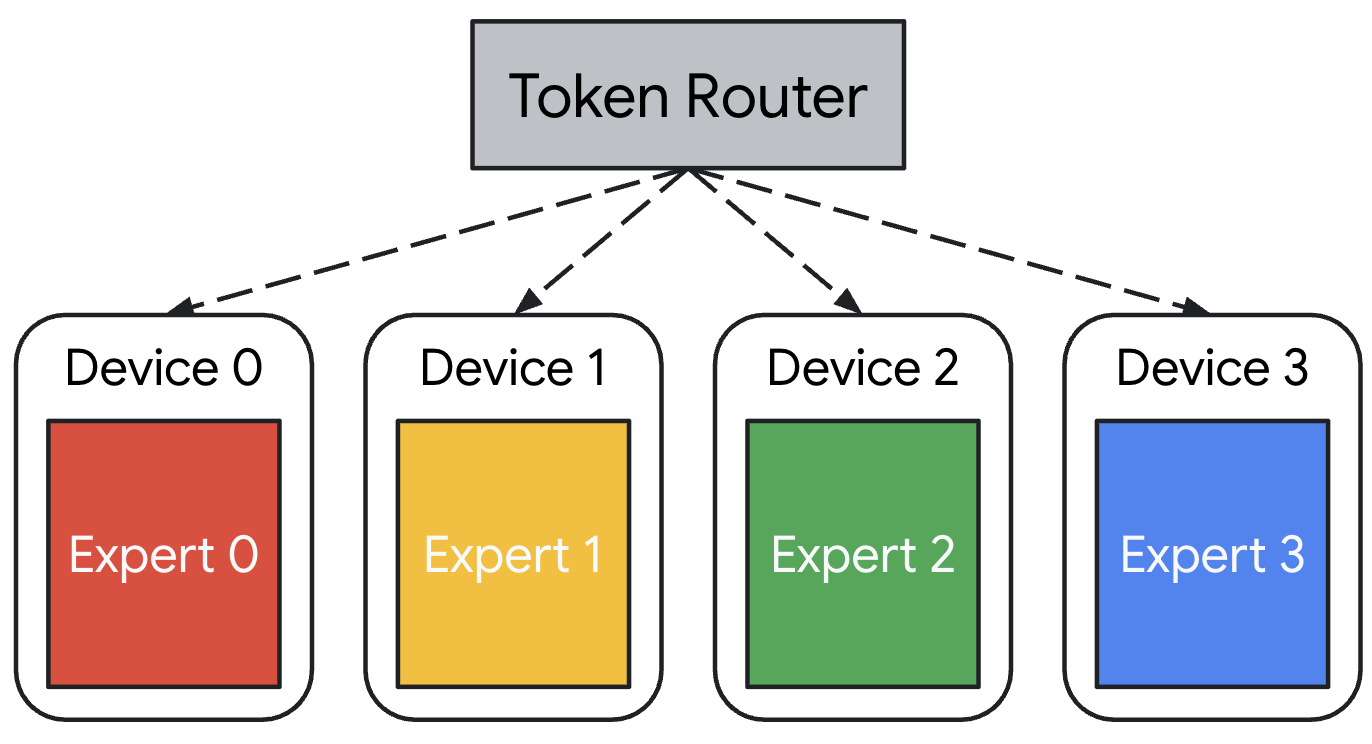 Token Router
Device 0
Device 1
Device 2
Device 3
Expert 0
Expert 1
Expert 2
Expert 3